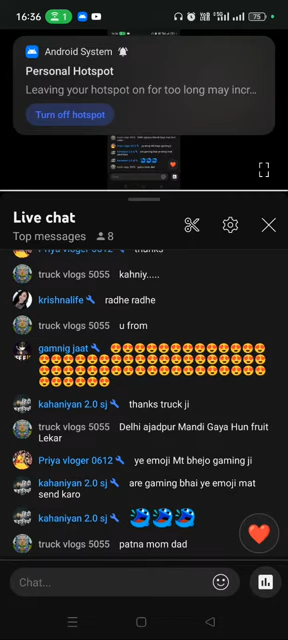 16:36
1
75
Android System
Personal Hotspot
Leaving your hotspot on for too long may incr...
Turn off hotspot
Live chat
Top messages 8
Priya vloger 0612 thanks
truck vlogs 5055 kahniy.....
krishnalife radhe radhe
truck vlogs 5055 u from
gamnig jaat 😍😍😍😍😍😍😍😍😍😍😍😍
😍😍😍😍😍😍😍😍😍😍😍😍😍😍😍😍😍😍
😍😍😍😍😍😍😍😍😍😍😍😍😍😍😍😍😍😍
😍😍😍😍😍😍
kahaniyan 2.0 sj thanks truck ji
truck vlogs 5055 Delhi ajadpur Mandi Gaya Hun fruit
Lekar
Priya vloger 0612 ye emoji Mt bhejo gaming ji
kahaniyan 2.0 sj are gaming bhai ye emoji mat
send karo
kahaniyan 2.0 sj
truck vlogs 5055 patna mom dad
Chat...